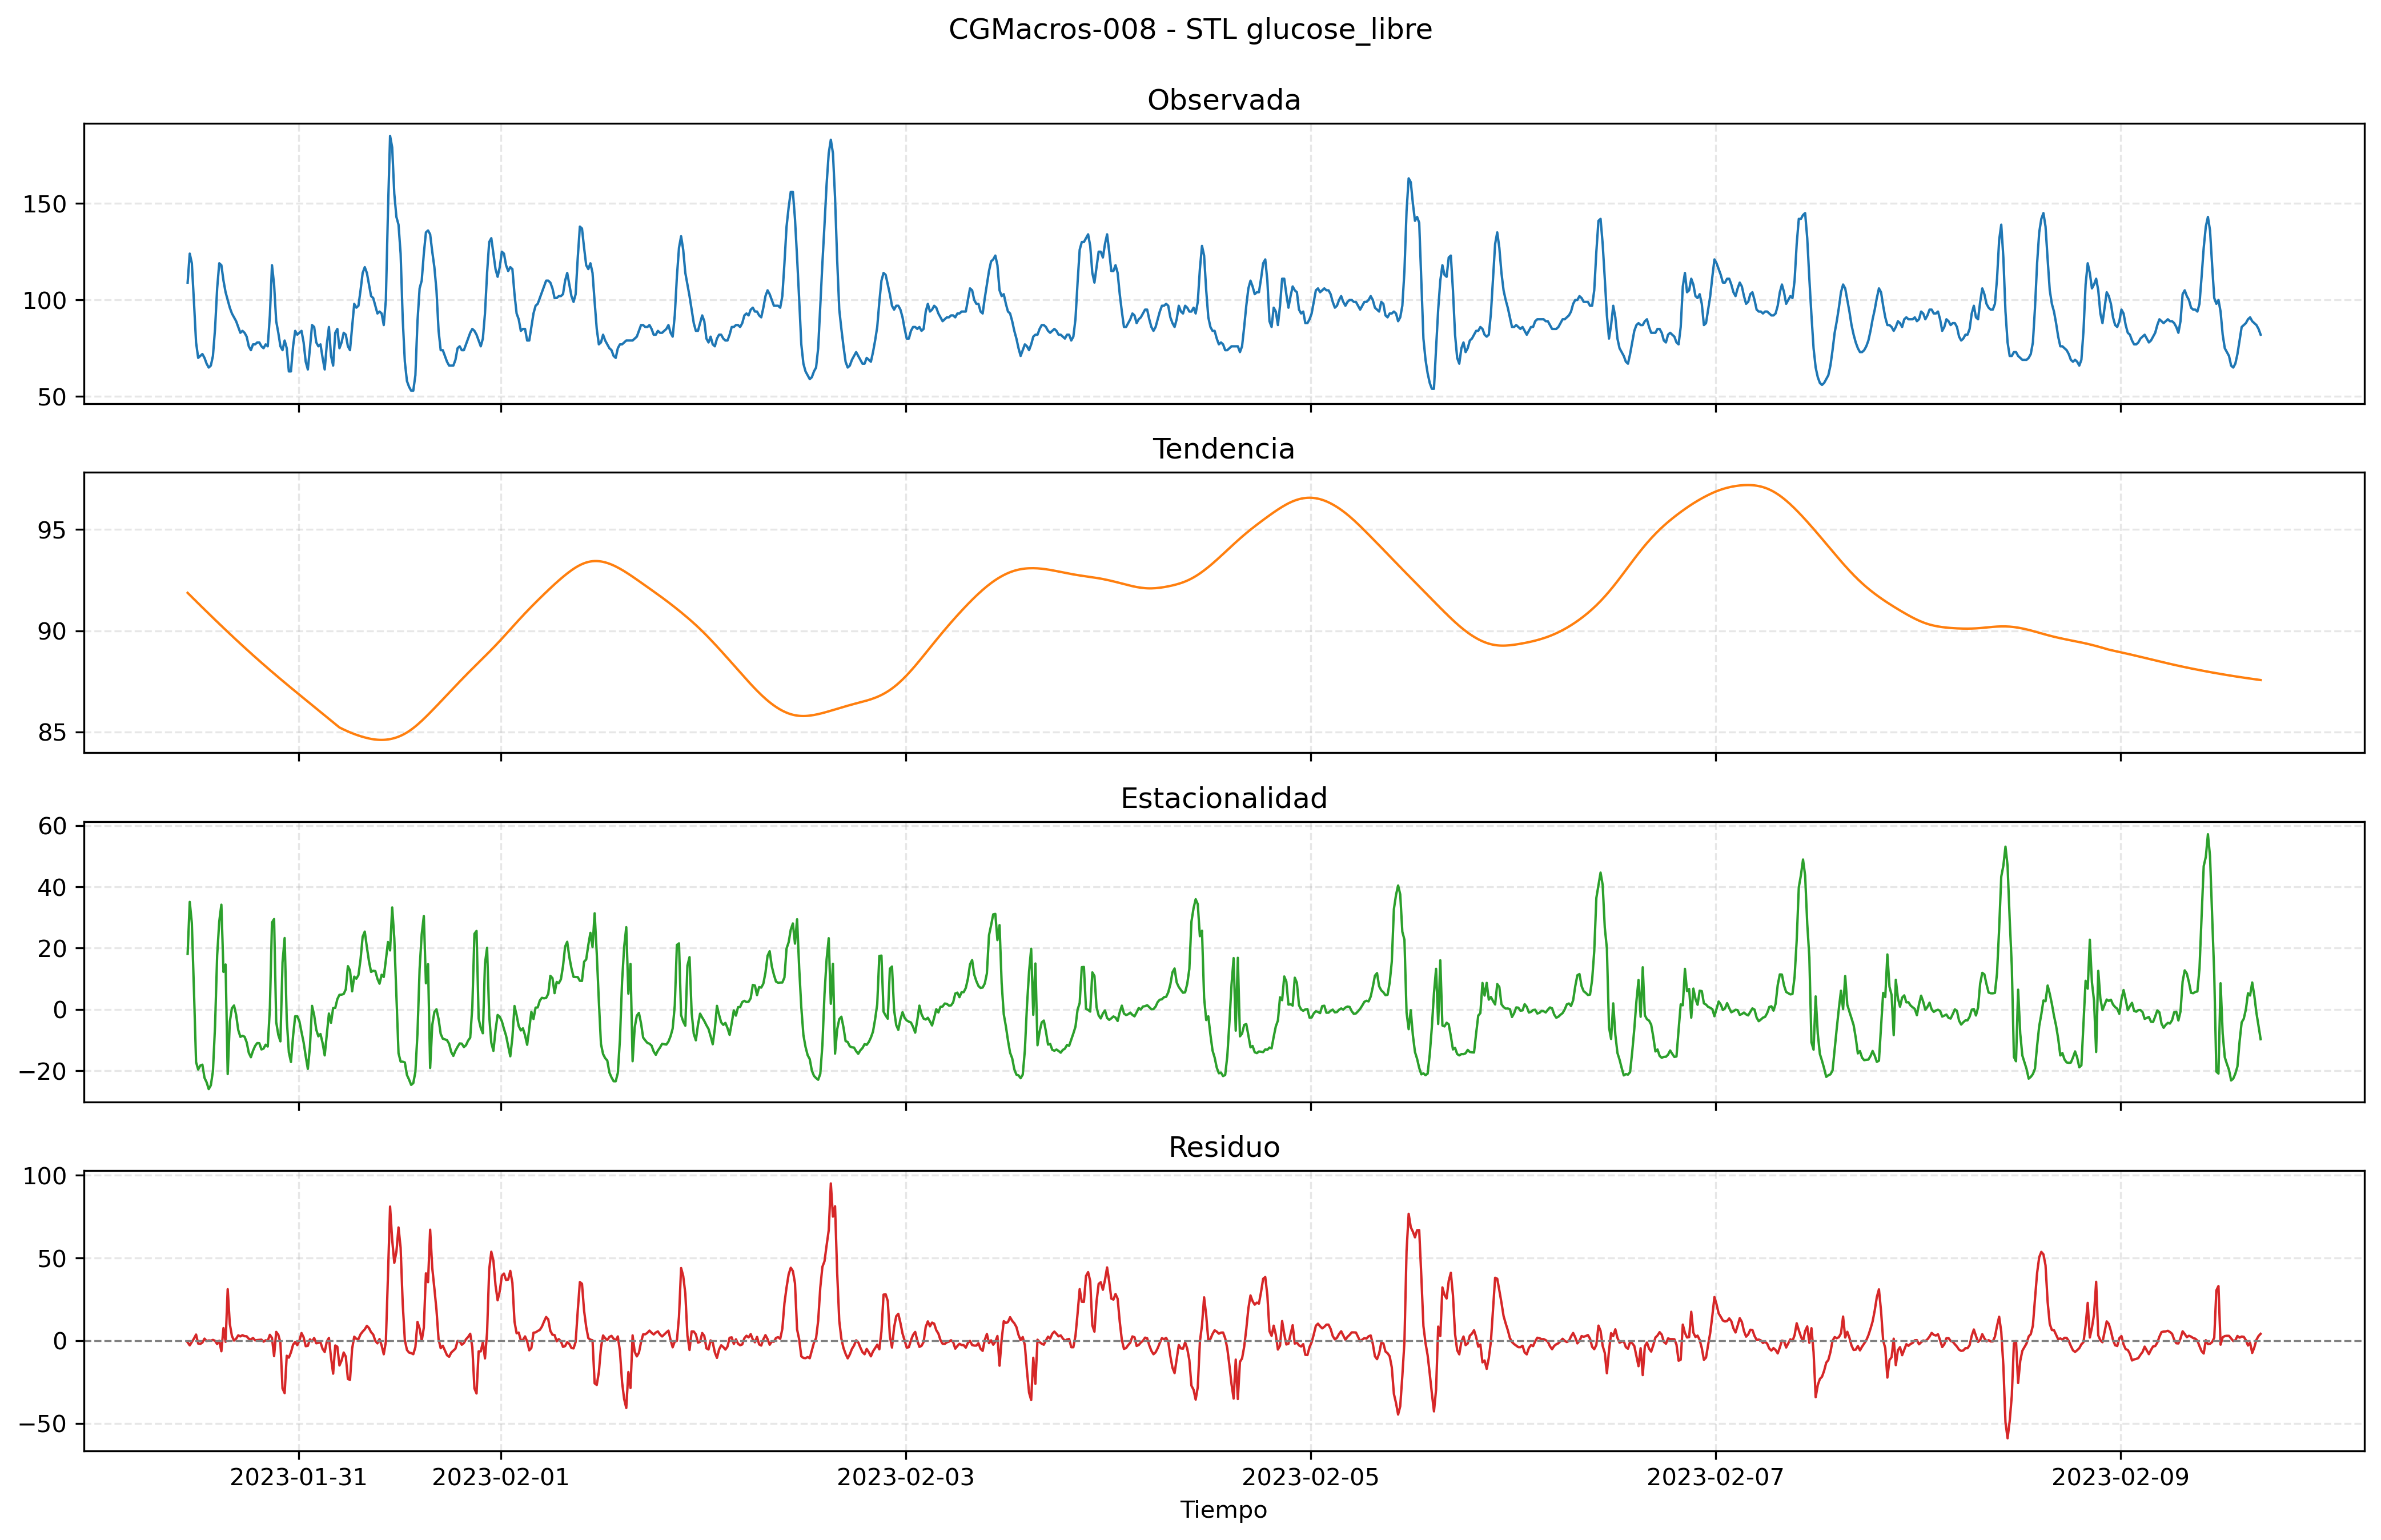 CGMacros-008 - STL glucose_libre
Observada
150
100
50
Tendencia
95
90
85
Estacionalidad
60
40
20
0
−20
Residuo
100
50
0
−50
2023-01-31 2023-02-01 2023-02-03 2023-02-05 2023-02-07 2023-02-09
Tiempo